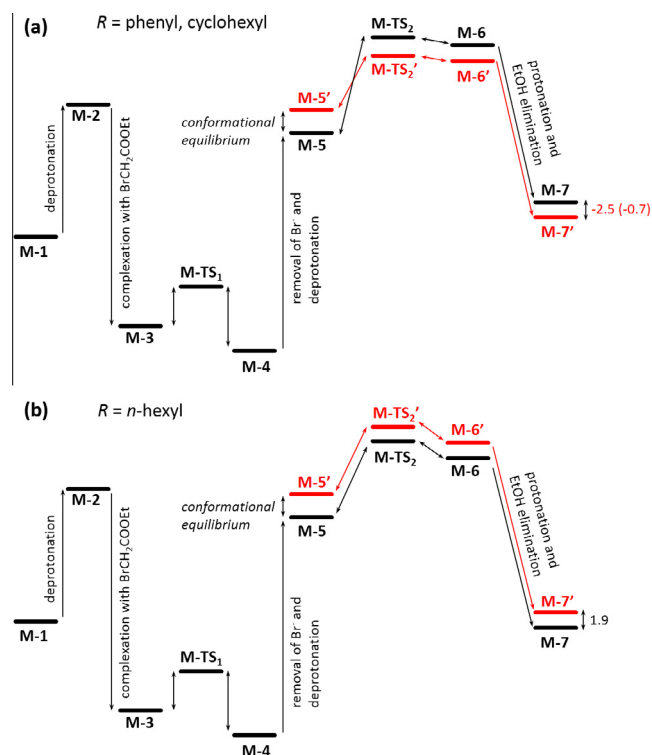 (a)
R = phenyl, cyclohexyl
M-TS₂
M-6
M-TS₂’
M-6’
M-5’
M-2
conformational
equilibrium
M-5
deprotonation
complexation with BrCH₂COOEt
removal of Br⁻ and
deprotonation
protonation and
EtOH elimination
M-7
-2.5 (-0.7)
M-7’
M-1
M-TS₁
M-3
M-4
(b)
R = n-hexyl
M-TS₂’
M-6’
M-TS₂
M-6
M-5’
M-2
conformational
equilibrium
M-5
deprotonation
complexation with BrCH₂COOEt
removal of Br⁻ and
deprotonation
protonation and
EtOH elimination
M-7’
1.9
M-7
M-1
M-TS₁
M-3
M-4